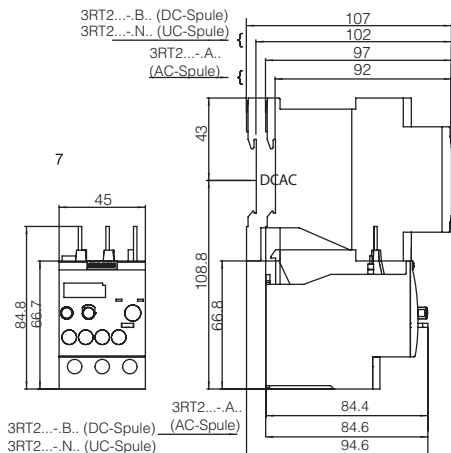 3RT2...-.B.. (DC-Spule)
3RT2...-.N.. (UC-Spule)
3RT2...-.A..
(AC-Spule)
107
102
97
92
43
7
DCAC
45
108.8
84.8
66.7
66.8
3RT2...-.A..
(AC-Spule)
3RT2...-.B.. (DC-Spule)
3RT2...-.N.. (UC-Spule)
84.4
84.6
94.6